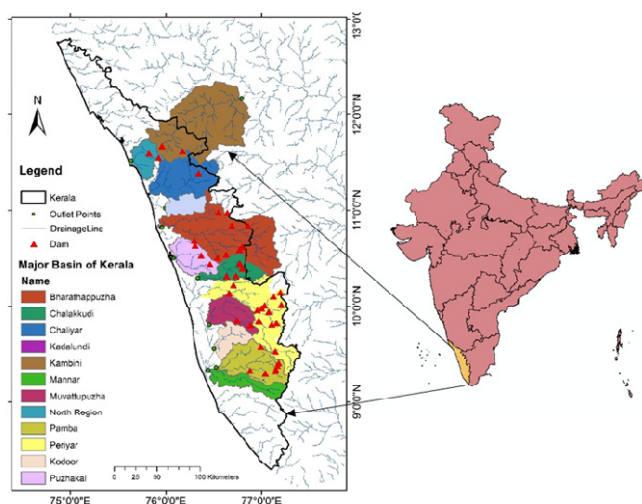 13°0'0"N
N
12°0'0"N
Legend
Kerala
Outlet Points
DreinageLine
Dam
11°0'0"N
Major Basin of Kerala
Name
Bharathappuzha
Chalakkudi
Chaliyar
Kadalundi
Kambini
Mannar
Muvattupuzha
North Region
Pamba
Periyar
Kodoor
Puzhakal
10°0'0"N
9°0'0"N
0 25 50 100 Kilometers
75°0'0"E 76°0'0"E 77°0'0"E